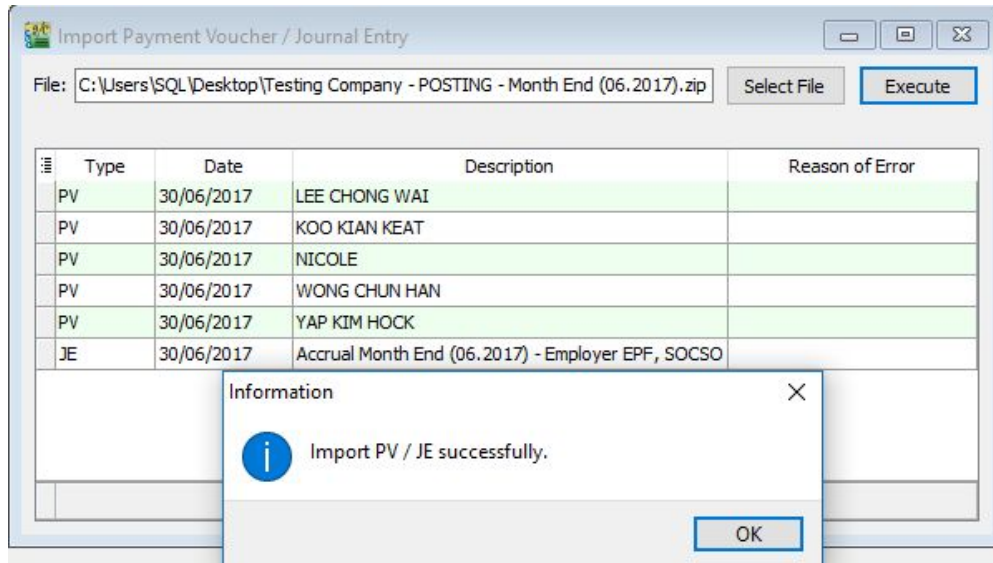 Import Payment Voucher / Journal Entry
File: C:\Users\SQL\Desktop\Testing Company - POSTING - Month End (06.2017).zip Select File Execute
Type Date Description Reason of Error
PV 30/06/2017 LEE CHONG WAI
PV 30/06/2017 KOO KIAN KEAT
PV 30/06/2017 NICOLE
PV 30/06/2017 WONG CHUN HAN
PV 30/06/2017 YAP KIM HOCK
JE 30/06/2017 Accrual Month End (06.2017) - Employer EPF, SOCSO
Information
Import PV / JE successfully.
OK